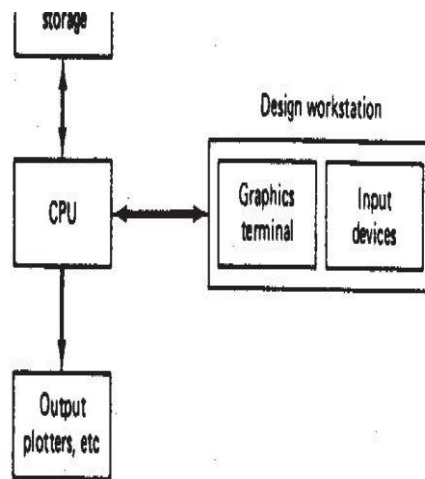 storage
Design workstation
CPU
Graphics
terminal
Input
devices
Output
plotters, etc